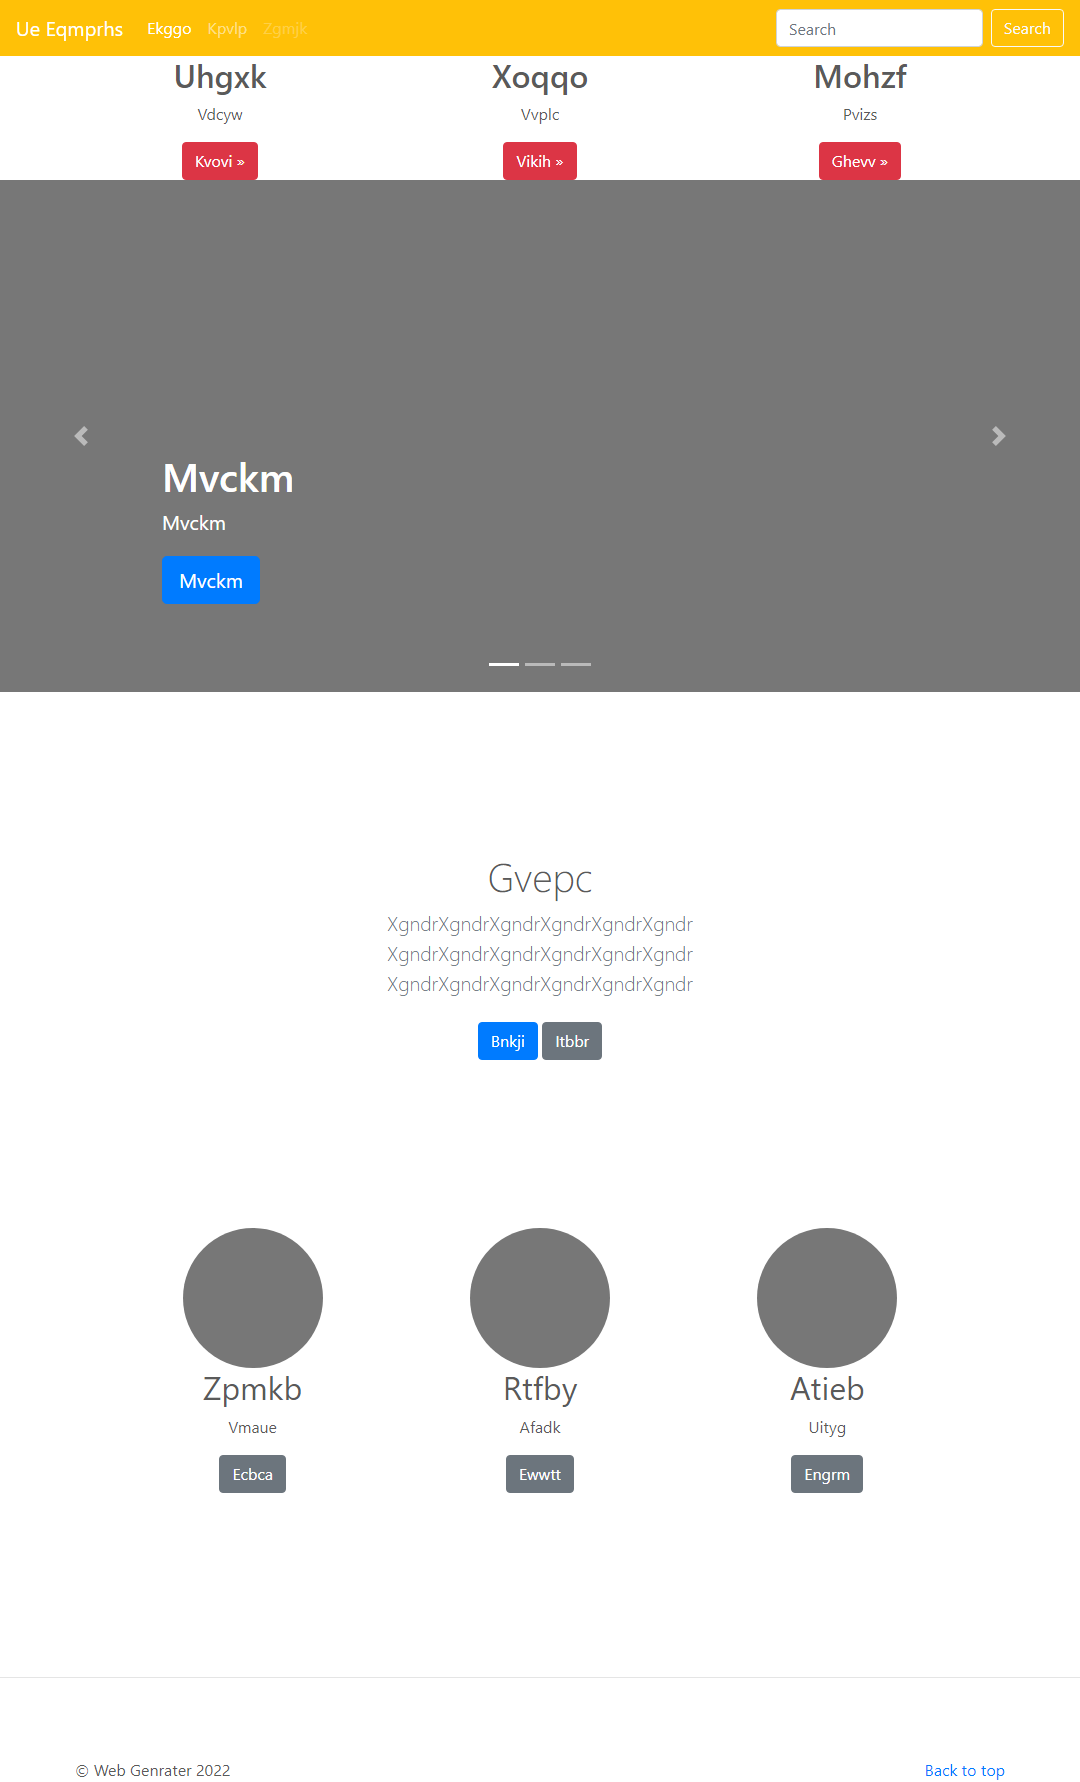 Ue Eqmprhs Ekggo Kpvlp Zgmjk Search Search
Uhgxk Xoqqo Mohzf
Vdcyw Vvplc Pvizs
Kvovi » Vikih » Ghevv »
Mvckm
Mvckm
Mvckm
Gvepc
XgndrXgndrXgndrXgndrXgndrXgndr
XgndrXgndrXgndrXgndrXgndrXgndr
XgndrXgndrXgndrXgndrXgndrXgndr
Bnkji Itbbr
Zpmkb Rtfby Atieb
Vmaue Afadk Uityg
Ecbca Ewwtt Engrm
© Web Genrater 2022 Back to top